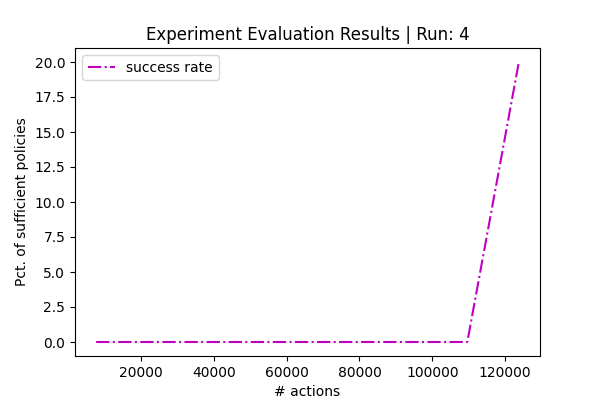 Experiment Evaluation Results | Run: 4
success rate
Pct. of sufficient policies
20.0
17.5
15.0
12.5
10.0
7.5
5.0
2.5
0.0
20000 40000 60000 80000 100000 120000
# actions